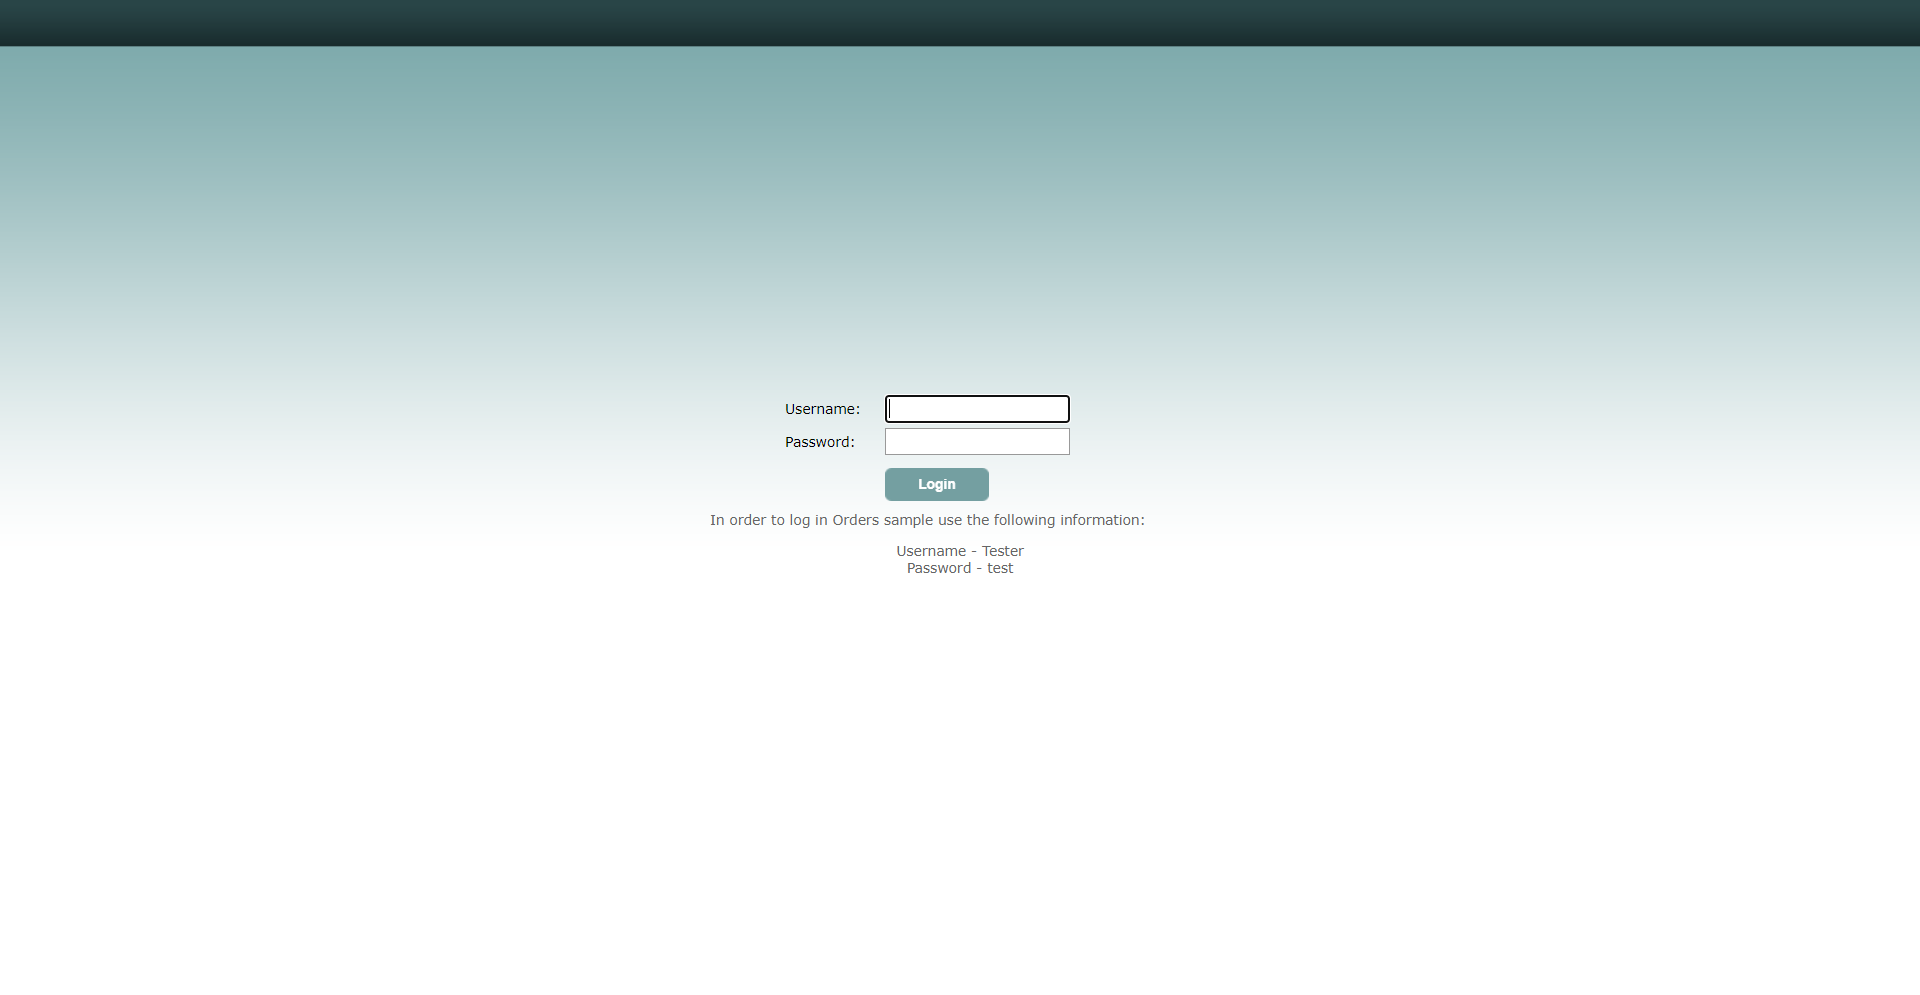 Username:
Password:
Login
In order to log in Orders sample use the following information:
Username - Tester
Password - test